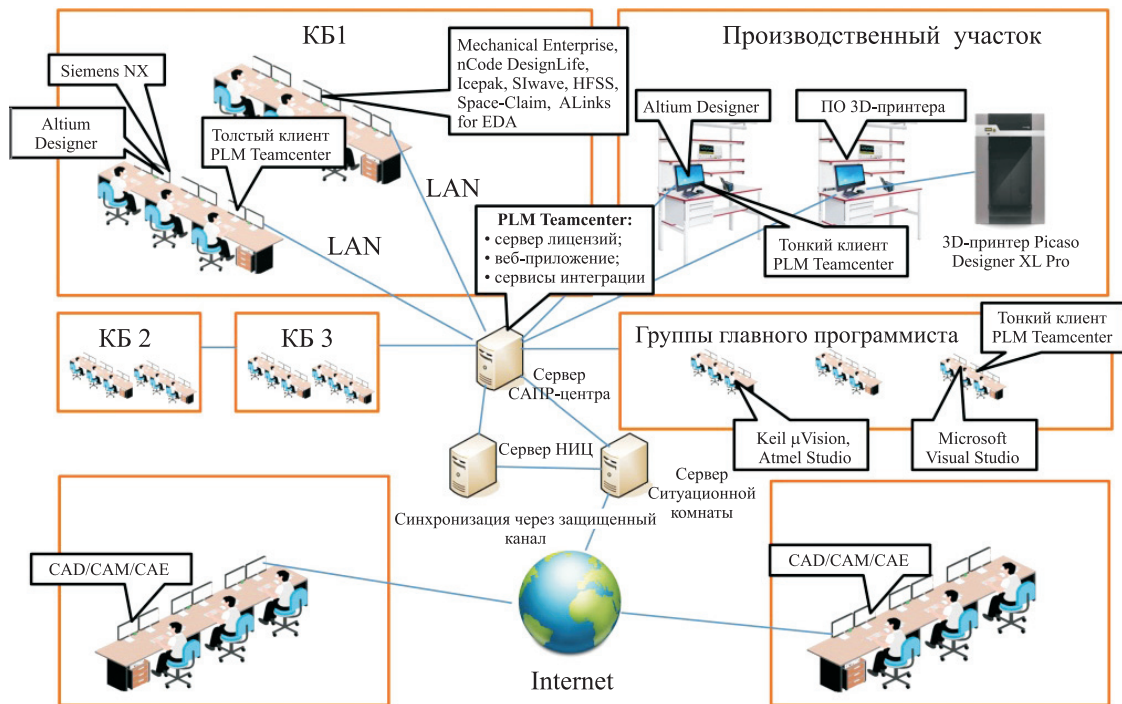 КБ1
Siemens NX
Altium
Designer
Толстый клиент
PLM Teamcenter
Mechanical Enterprise,
nCode DesignLife,
Icepak, SIwave, HFSS,
Space-Claim, ALinks
for EDA
LAN
LAN
Производственный участок
Altium Designer
ПО 3D-принтера
Тонкий клиент
PLM Teamcenter
3D-принтер Picaso
Designer XL Pro
PLM Teamcenter:
• сервер лицензий;
• веб-приложение;
• сервисы интеграции
КБ 2
КБ 3
Сервер
САПР-центра
Группы главного программиста
Тонкий клиент
PLM Teamcenter
Keil µVision,
Atmel Studio
Microsoft
Visual Studio
Сервер НИЦ
Сервер
Ситуационной
комнаты
Синхронизация через защищенный
канал
CAD/CAM/CAE
CAD/CAM/CAE
Internet